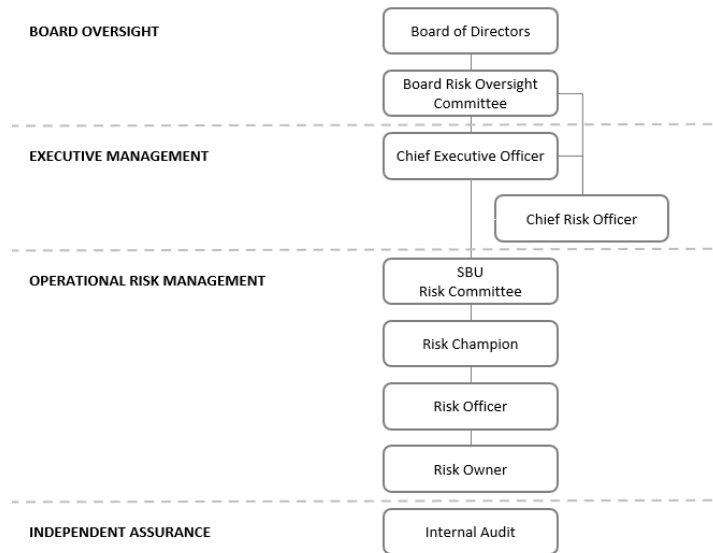 BOARD OVERSIGHT
Board of Directors
Board Risk Oversight
Committee
EXECUTIVE MANAGEMENT
Chief Executive Officer
Chief Risk Officer
OPERATIONAL RISK MANAGEMENT
SBU
Risk Committee
Risk Champion
Risk Officer
Risk Owner
INDEPENDENT ASSURANCE
Internal Audit